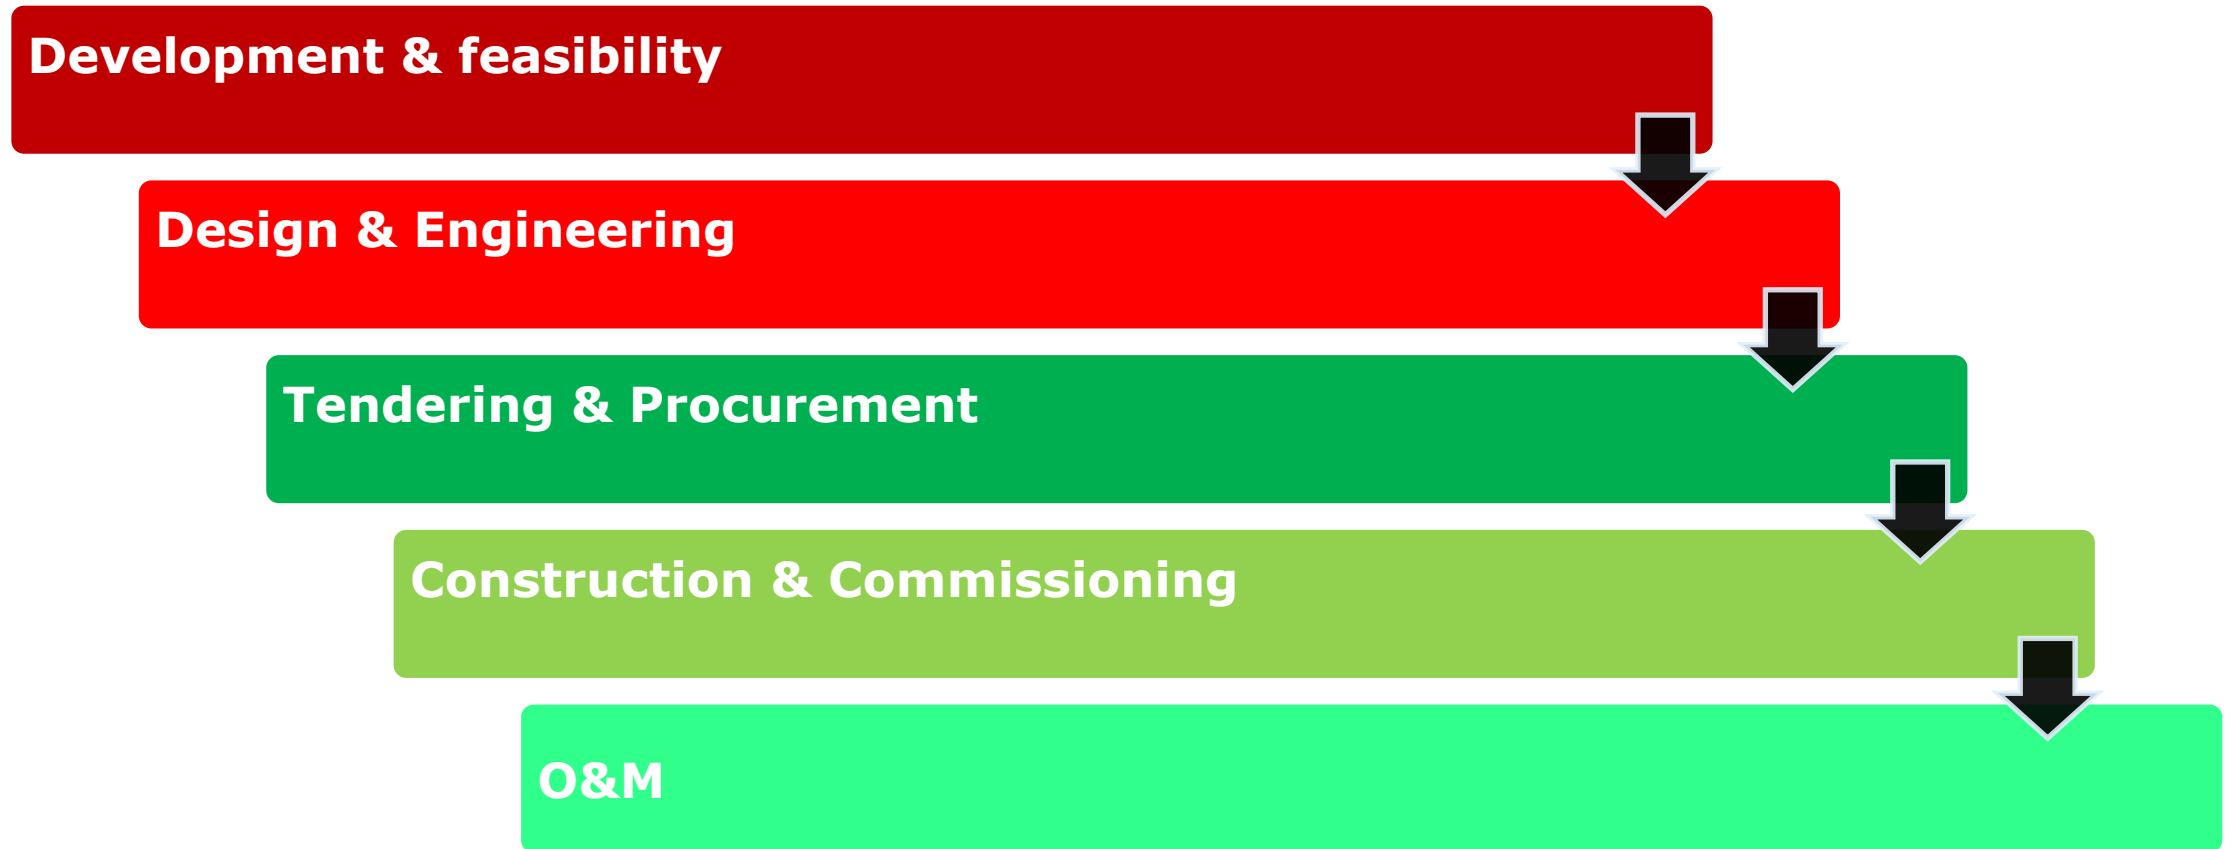 Development & feasibility
Design & Engineering
Tendering & Procurement
Construction & Commissioning
O&M